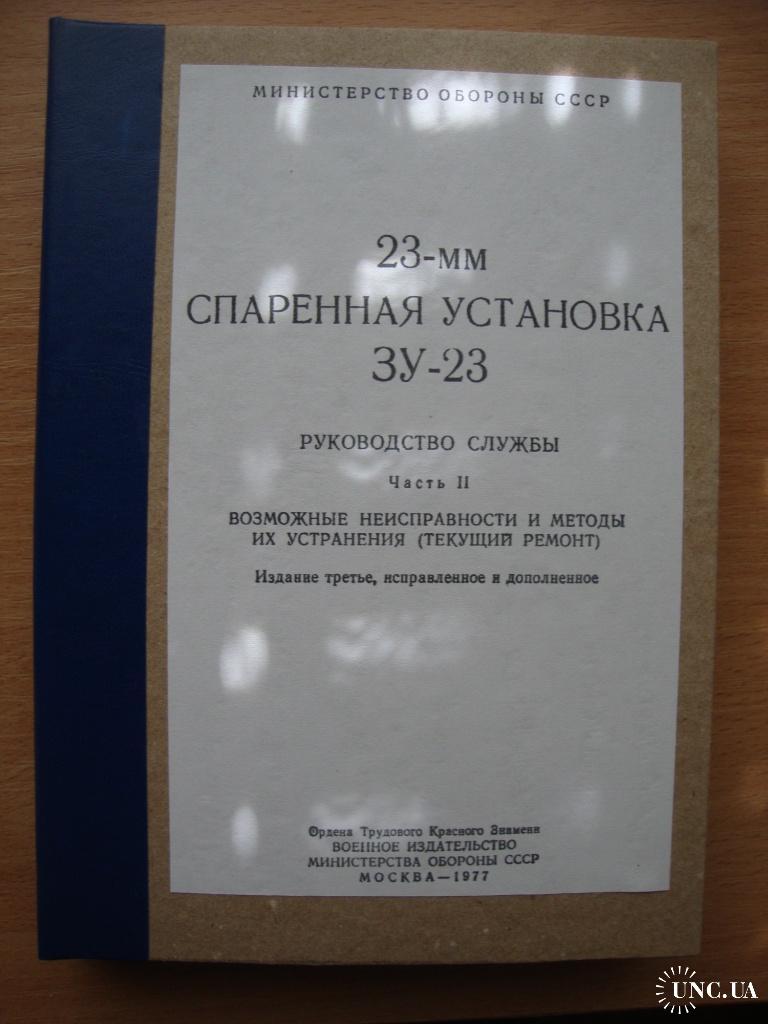 МИНИСТЕРСТВО ОБОРОНЫ СССР
23-мм
СПАРЕННАЯ УСТАНОВКА
ЗУ-23
РУКОВОДСТВО СЛУЖБЫ
Часть II
ВОЗМОЖНЫЕ НЕИСПРАВНОСТИ И МЕТОДЫ
ИХ УСТРАНЕНИЯ (ТЕКУЩИЙ РЕМОНТ)
Издание третье, исправленное и дополненное
Ордена Трудового Красного Знамени
ВОЕННОЕ ИЗДАТЕЛЬСТВО
МИНИСТЕРСТВА ОБОРОНЫ СССР
МОСКВА—1977
UNC.UA